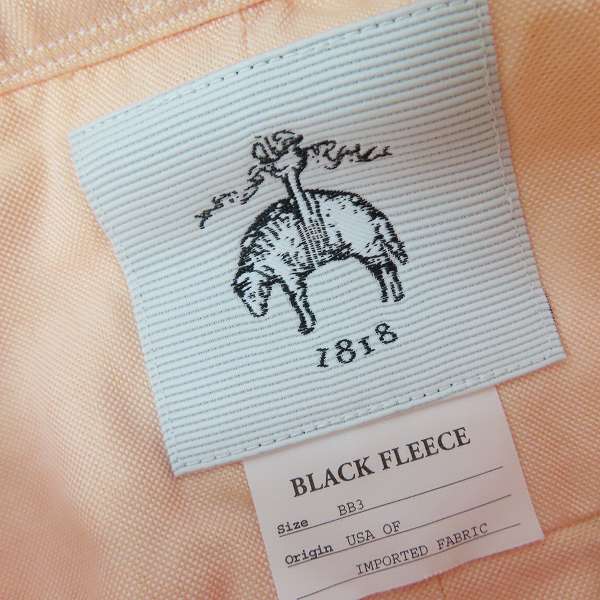 1818
BLACK FLEECE
Size BB3
Origin USA OF
IMPORTED FABRIC